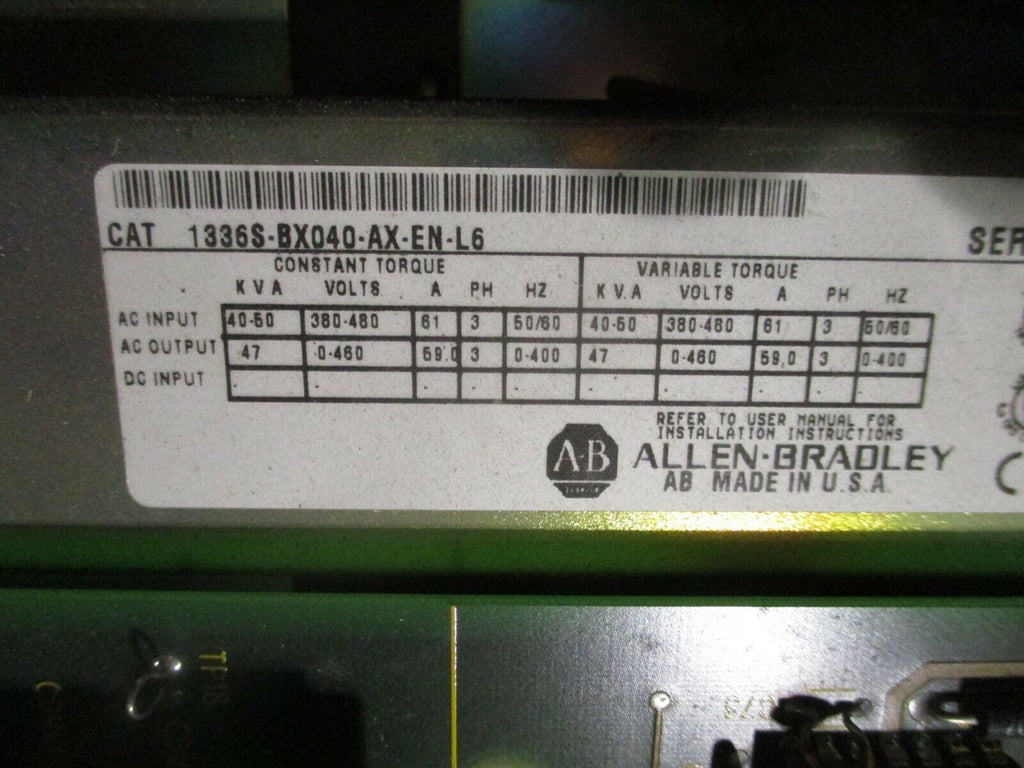 CAT 1336S-BX040-AX-EN-L6 SER
CONSTANT TORQUE VARIABLE TORQUE
KVA VOLTS A PH HZ KVA VOLTS A PH HZ
AC INPUT 40-50 380-480 61 3 50/60 40-50 380-480 61 3 50/60
AC OUTPUT 47 0-460 59.0 3 0-400 47 0-460 59.0 3 0-400
DC INPUT
REFER TO USER MANUAL FOR
INSTALLATION INSTRUCTIONS
A-B ALLEN-BRADLEY
AB MADE IN U.S.A